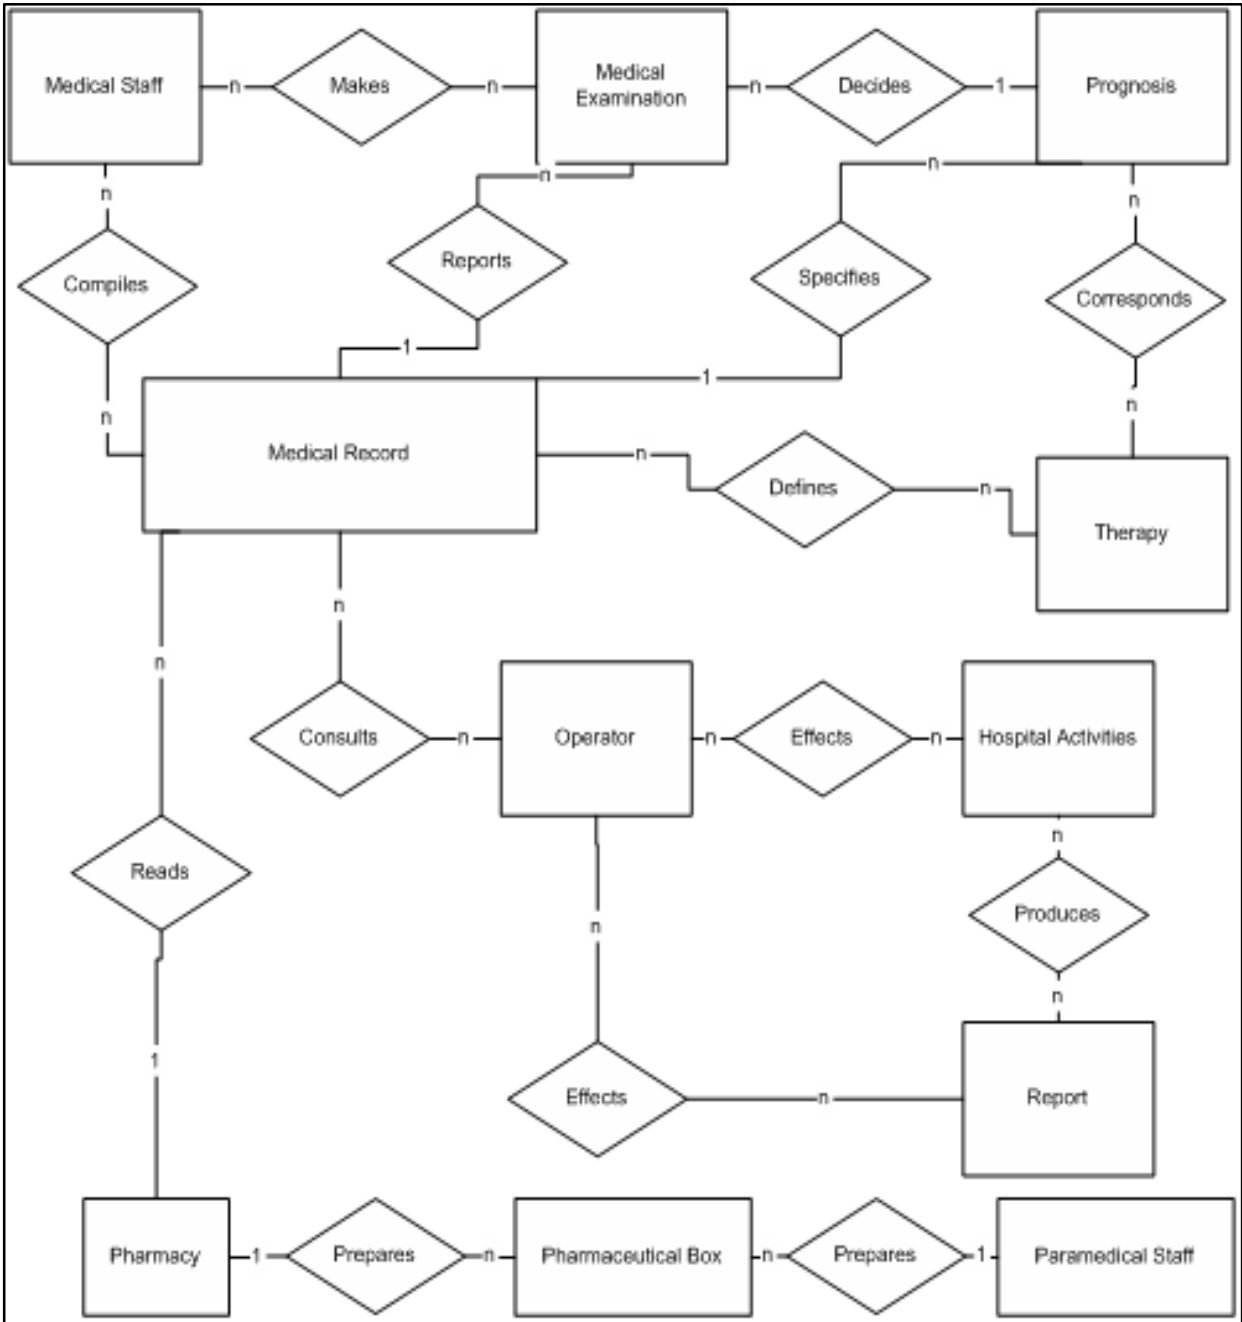 Medical Staff
n
Makes
n
Medical
Examination
n
Decides
1
Prognosis
n
n
n
n
Compiles
Reports
Specifies
Corresponds
1
1
n
n
Medical Record
n
Defines
n
Therapy
n
n
Consults
n
Operator
n
Effects
n
Hospital Activities
n
Reads
Produces
n
n
1
Effects
n
Report
Pharmacy
1
Prepares
n
Pharmaceutical Box
n
Prepares
1
Paramedical Staff